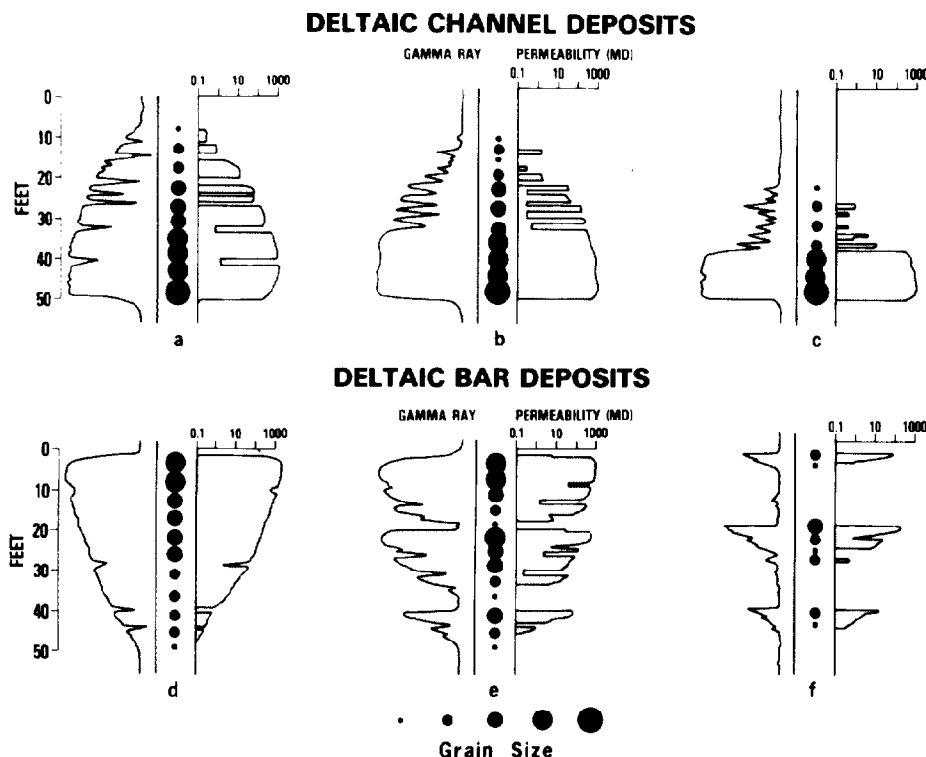 DELTAIC CHANNEL DEPOSITS
GAMMA RAY PERMEABILITY (MD)
0.1 10 1000 0.1 10 1000 0.1 10 1000
0
10
20
30
40
50
FEET
a b c
DELTAIC BAR DEPOSITS
GAMMA RAY PERMEABILITY (MD)
0.1 10 1000 0.1 10 1000 0.1 10 1000
0
10
20
30
40
50
FEET
d e f
Grain Size